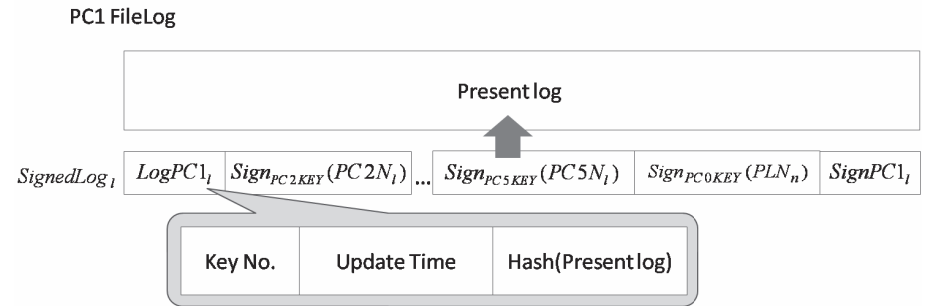 PC1 FileLog
Present log
SignedLog_l LogPC1_l Sign_PC2KEY(PC2N_l) ... Sign_PC5KEY(PC5N_l) Sign_PC0KEY(PLN_n) SignPC1_l
Key No. Update Time Hash(Present log)